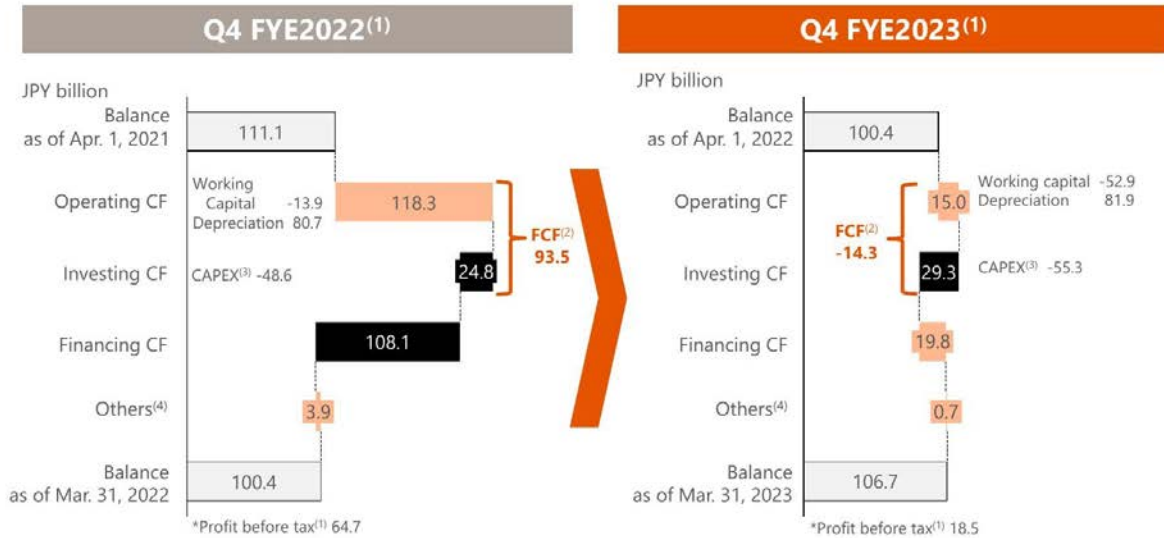 Q4 FYE2022(1)
JPY billion
Balance
as of Apr. 1, 2021
111.1
Operating CF
Working
Capital -13.9
Depreciation 80.7
118.3
FCF(2)
93.5
Investing CF
CAPEX(3) -48.6
24.8
Financing CF
108.1
Others(4)
3.9
Balance
as of Mar. 31, 2022
100.4
*Profit before tax(1) 64.7
Q4 FYE2023(1)
JPY billion
Balance
as of Apr. 1, 2022
100.4
Operating CF
15.0
Working capital -52.9
Depreciation 81.9
FCF(2)
-14.3
Investing CF
29.3
CAPEX(3) -55.3
Financing CF
19.8
Others(4)
0.7
Balance
as of Mar. 31, 2023
106.7
*Profit before tax(1) 18.5